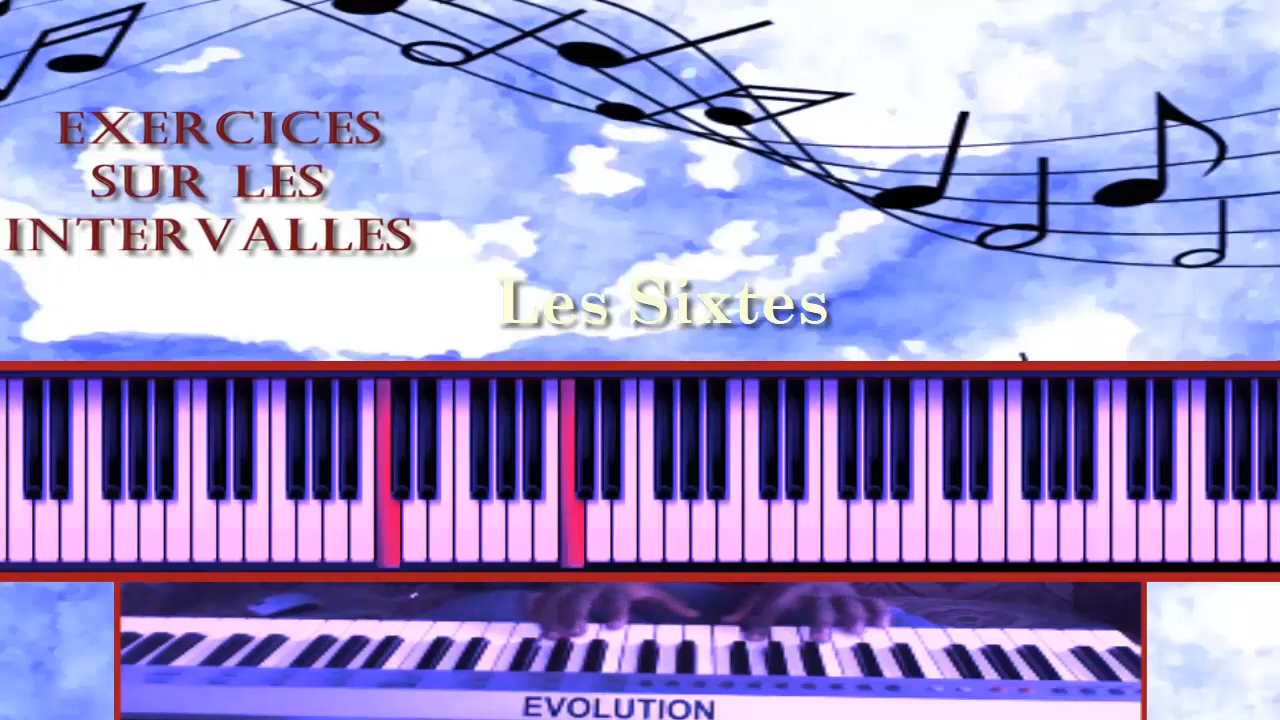 EXERCICES
SUR LES
INTERVALLES
Les Sixtes
EVOLUTION